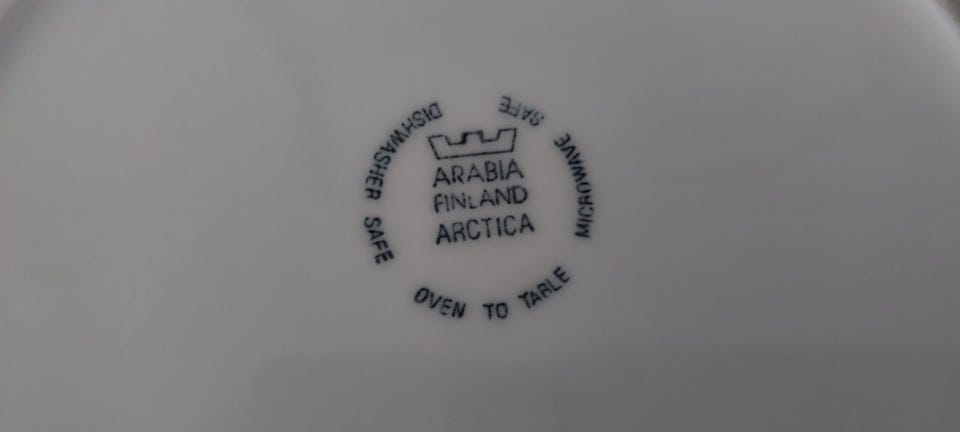 ARABIA
FINLAND
ARCTICA
DISHWASHER SAFE
OVEN TO TABLE
MICROWAVE SAFE